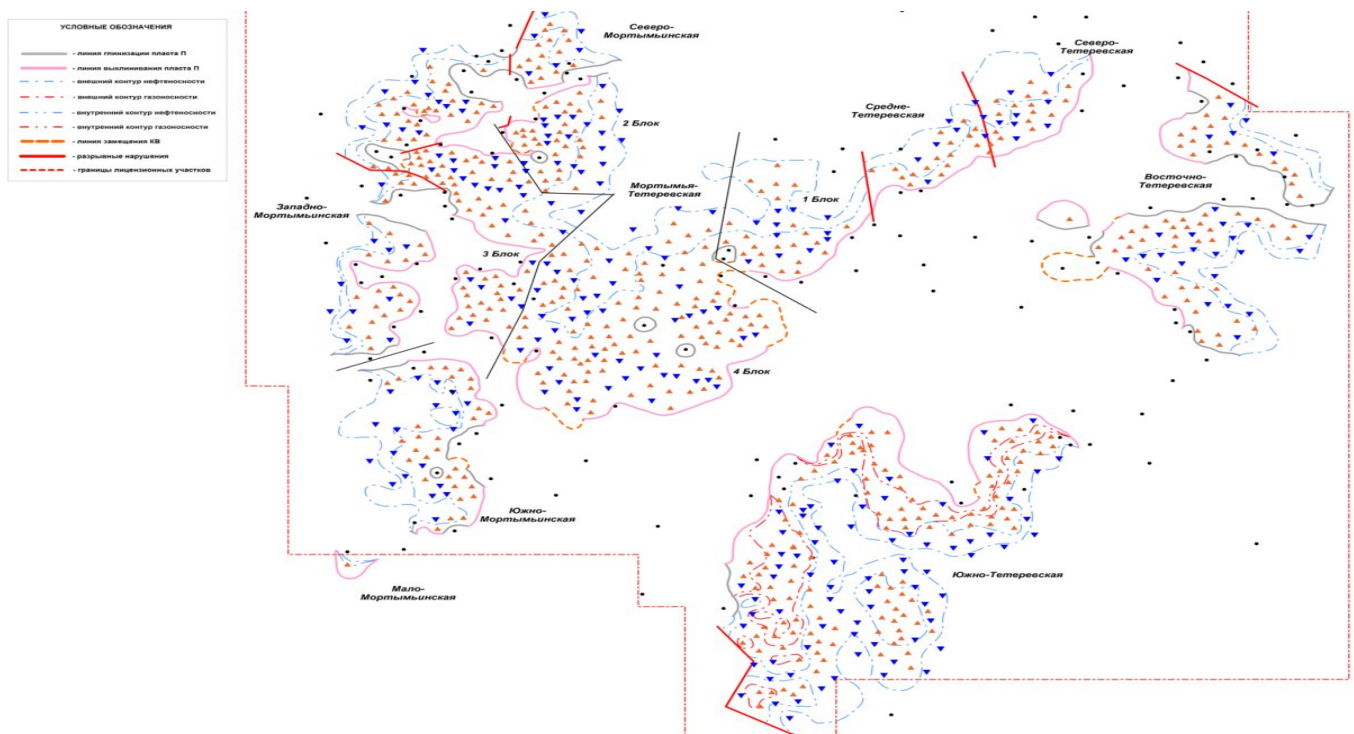 УСЛОВНЫЕ ОБОЗНАЧЕНИЯ
- линия глинизации пласта П
- линия выклинивания пласта П
- внешний контур нефтеносности
- внешний контур газоносности
- внутренний контур нефтеносности
- внутренний контур газоносности
- линия замещения КВ
- разрывные нарушения
- границы лицензионных участков
Северо-
Мортымьинская
Северо-
Тетеревская
Средне-
Тетеревская
2 Блок
Мортымья-
Тетеревская
1 Блок
Восточно-
Тетеревская
Западно-
Мортымьинская
3 Блок
4 Блок
Южно-
Мортымьинская
Южно-Тетеревская
Мало-
Мортымьинская